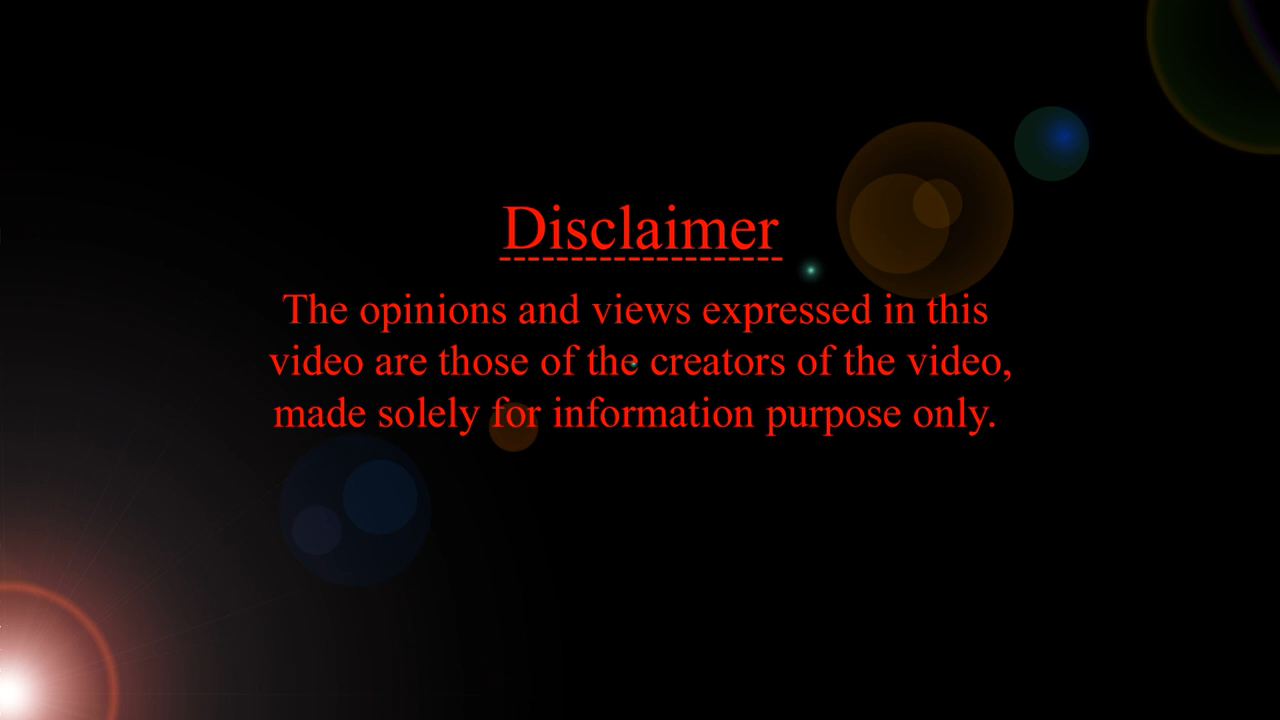 Disclaimer
The opinions and views expressed in this
video are those of the creators of the video,
made solely for information purpose only.